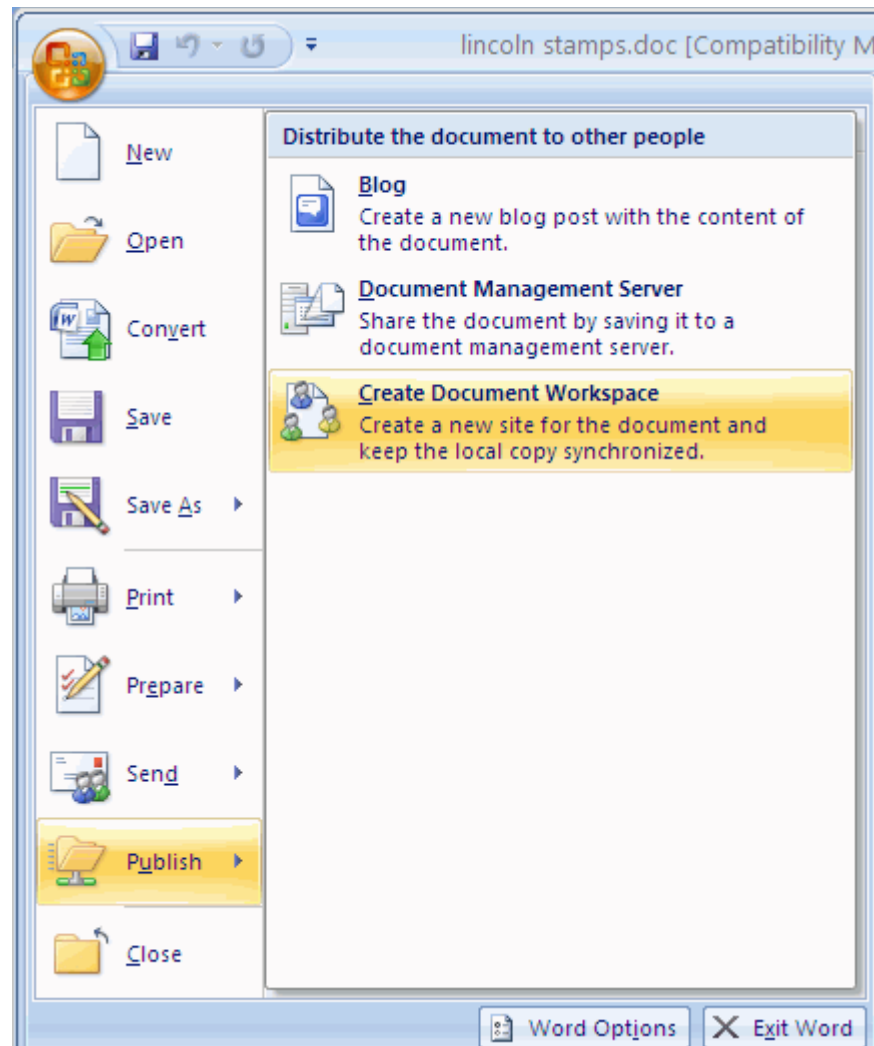 lincoln stamps.doc [Compatibility M
New
Open
Convert
Save
Save As
Print
Prepare
Send
Publish
Close
Distribute the document to other people
Blog
Create a new blog post with the content of
the document.
Document Management Server
Share the document by saving it to a
document management server.
Create Document Workspace
Create a new site for the document and
keep the local copy synchronized.
Word Options
Exit Word